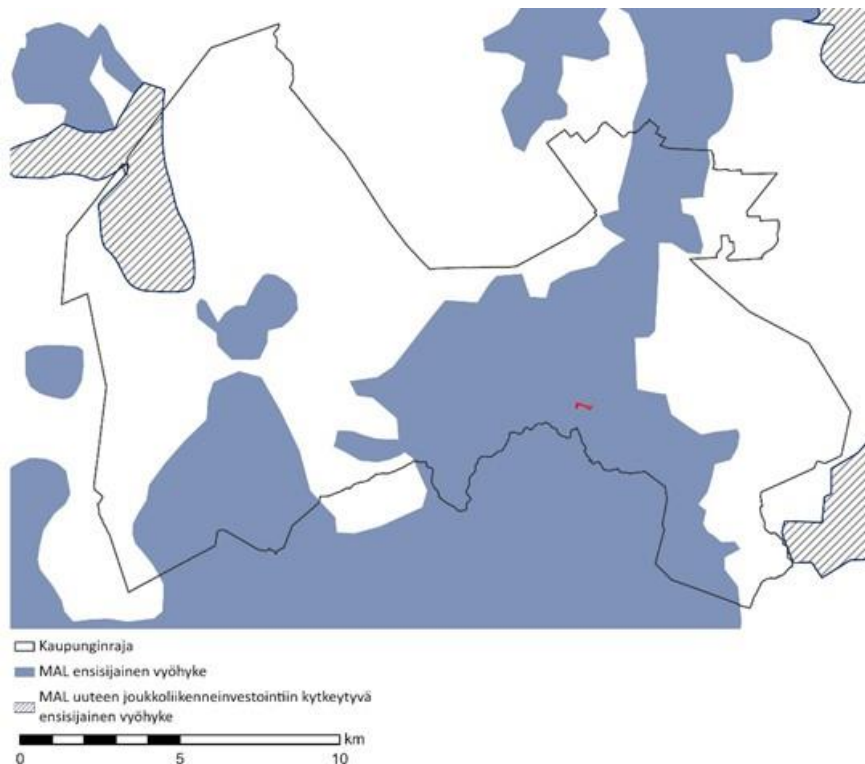 Kaupunginraja
MAL ensisijainen vyöhyke
MAL uuteen joukkoliikenneinvestointiin kytkeytyvä
ensisijainen vyöhyke
km
0 5 10